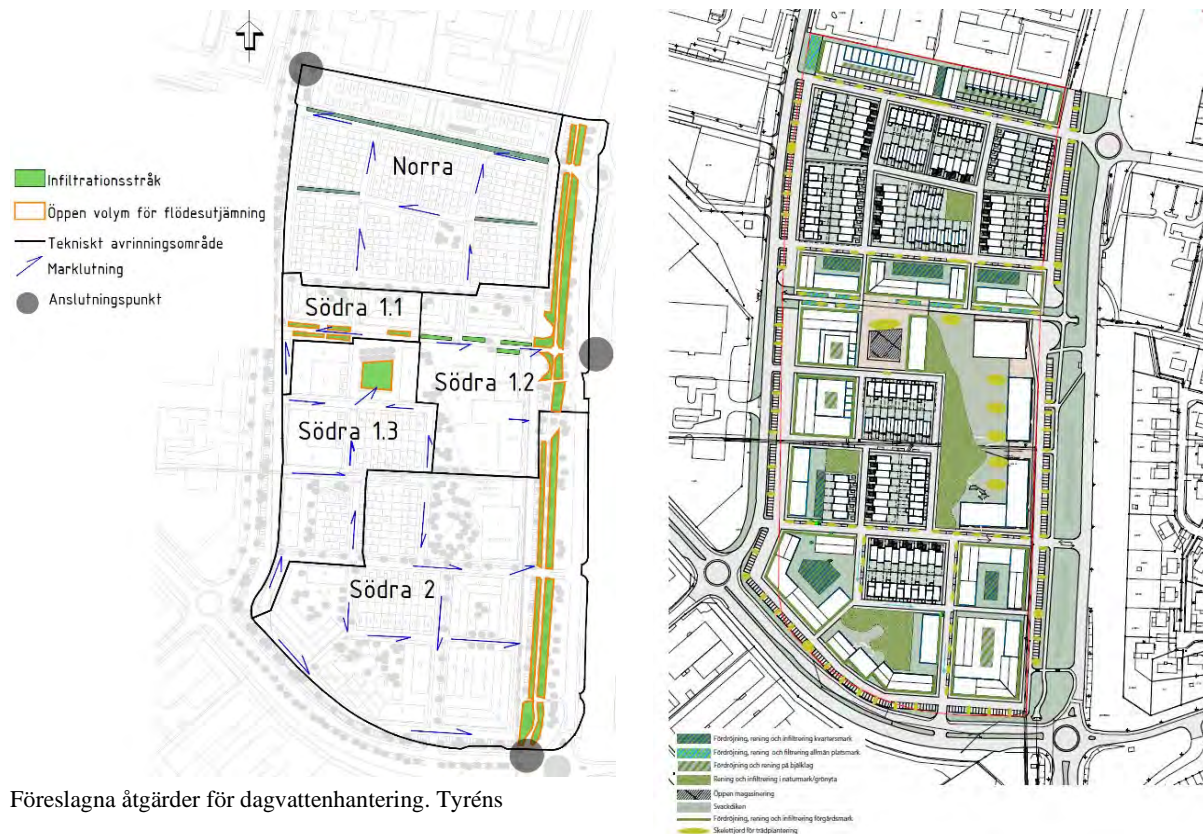 Infiltrationsstråk
Öppen volym för flödesutjämning
Tekniskt avrinningsområde
Marklutning
Anslutningspunkt
Norra
Södra 1.1
Södra 1.2
Södra 1.3
Södra 2
Föreslagna åtgärder för dagvattenhantering. Tyréns
Fördröjning, rening och infiltrering kvartersmark
Fördröjning, rening och filtrering allmän platsmark
Fördröjning och rening på bjälklag
Rening och infiltrering i naturmark/grönyta
Öppen magasinering
Svackdiken
Fördröjning, rening och infiltrering förgårdsmark
Skelettjord för trädplantering